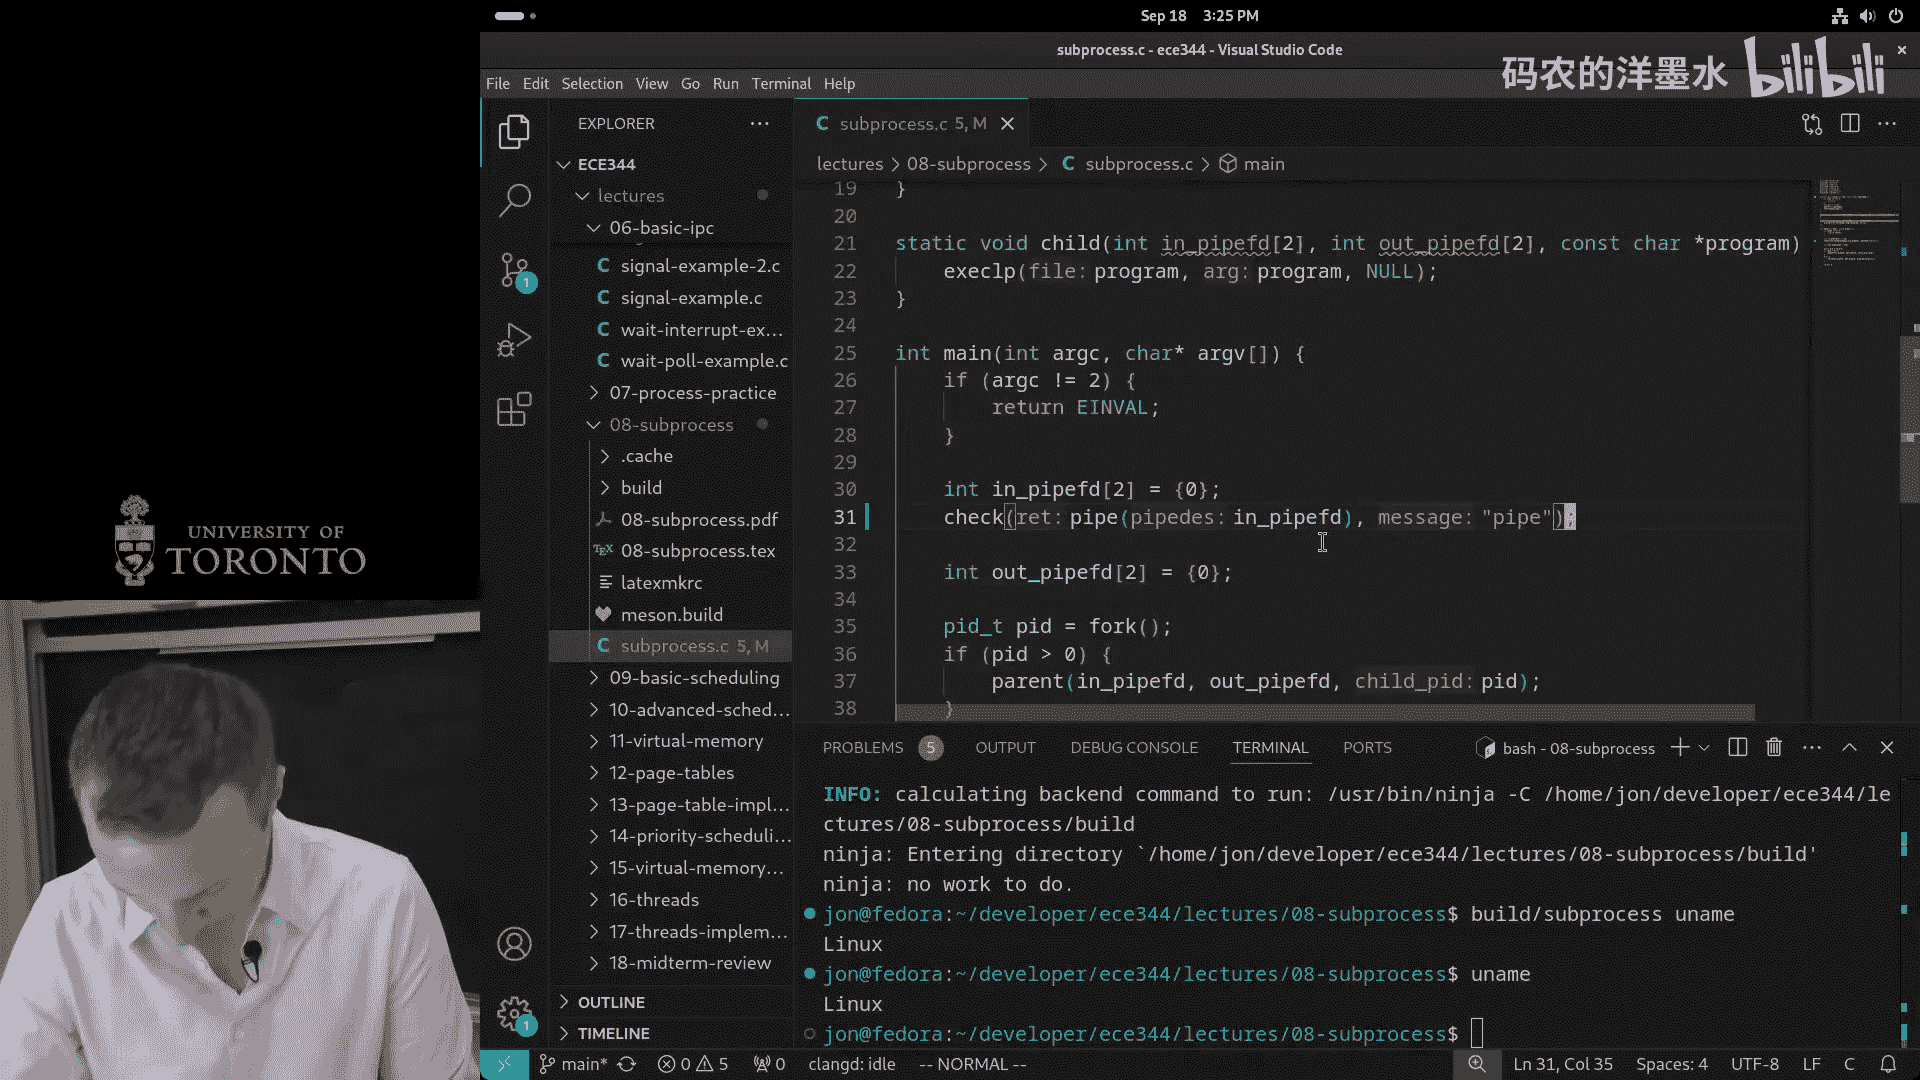 Sep 18 3:25 PM
subprocess.c - ece344 - Visual Studio Code
码农的洋墨水 bilibili
File Edit Selection View Go Run Terminal Help
EXPLORER
ECE344
lectures
06-basic-ipc
signal-example-2.c
signal-example.c
wait-interrupt-ex...
wait-poll-example.c
07-process-practice
08-subprocess
.cache
build
08-subprocess.pdf
08-subprocess.tex
latexmkrc
meson.build
subprocess.c 5, M
09-basic-scheduling
10-advanced-sched...
11-virtual-memory
12-page-tables
13-page-table-impl...
14-priority-scheduli...
15-virtual-memory...
16-threads
17-threads-implem...
18-midterm-review
OUTLINE
TIMELINE
1
1
C subprocess.c 5, M
lectures > 08-subprocess > C subprocess.c > main
19 }
20
21 static void child(int in_pipefd[2], int out_pipefd[2], const char *program)
22 execlp(file: program, arg: program, NULL);
23 }
24
25 int main(int argc, char* argv[]) {
26 if (argc != 2) {
27 return EINVAL;
28 }
29
30 int in_pipefd[2] = {0};
31 check(ret: pipe(pipedes: in_pipefd), message: "pipe");
32
33 int out_pipefd[2] = {0};
34
35 pid_t pid = fork();
36 if (pid > 0) {
37 parent(in_pipefd, out_pipefd, child_pid: pid);
38 }
PROBLEMS 5 OUTPUT DEBUG CONSOLE TERMINAL PORTS bash - 08-subprocess
INFO: calculating backend command to run: /usr/bin/ninja -C /home/jon/developer/ece344/le
ctures/08-subprocess/build
ninja: Entering directory `/home/jon/developer/ece344/lectures/08-subprocess/build'
ninja: no work to do.
jon@fedora:~/developer/ece344/lectures/08-subprocess$ build/subprocess uname
Linux
jon@fedora:~/developer/ece344/lectures/08-subprocess$ uname
Linux
jon@fedora:~/developer/ece344/lectures/08-subprocess$
main* 0 5 0 clangd: idle -- NORMAL -- Ln 31, Col 35 Spaces: 4 UTF-8 LF C
UNIVERSITY OF
TORONTO